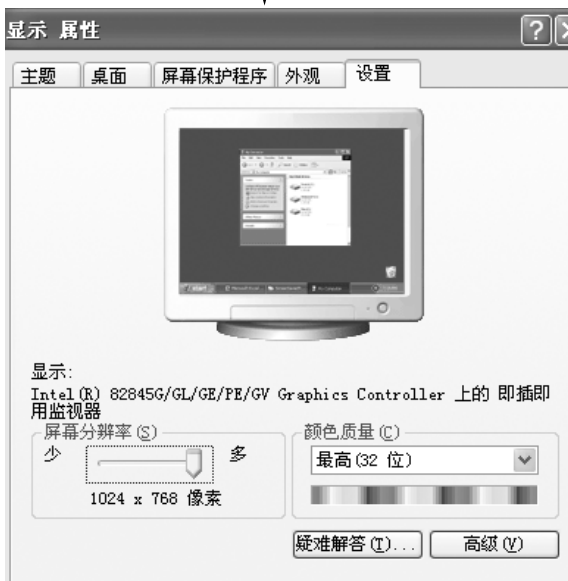 显示 属性
主题 桌面 屏幕保护程序 外观 设置
显示:
Intel(R) 82845G/GL/GE/PE/GV Graphics Controller 上的 即插即
用监视器
屏幕分辨率(S)
少 多
1024 x 768 像素
颜色质量(C)
最高(32 位)
疑难解答(T)... 高级(V)